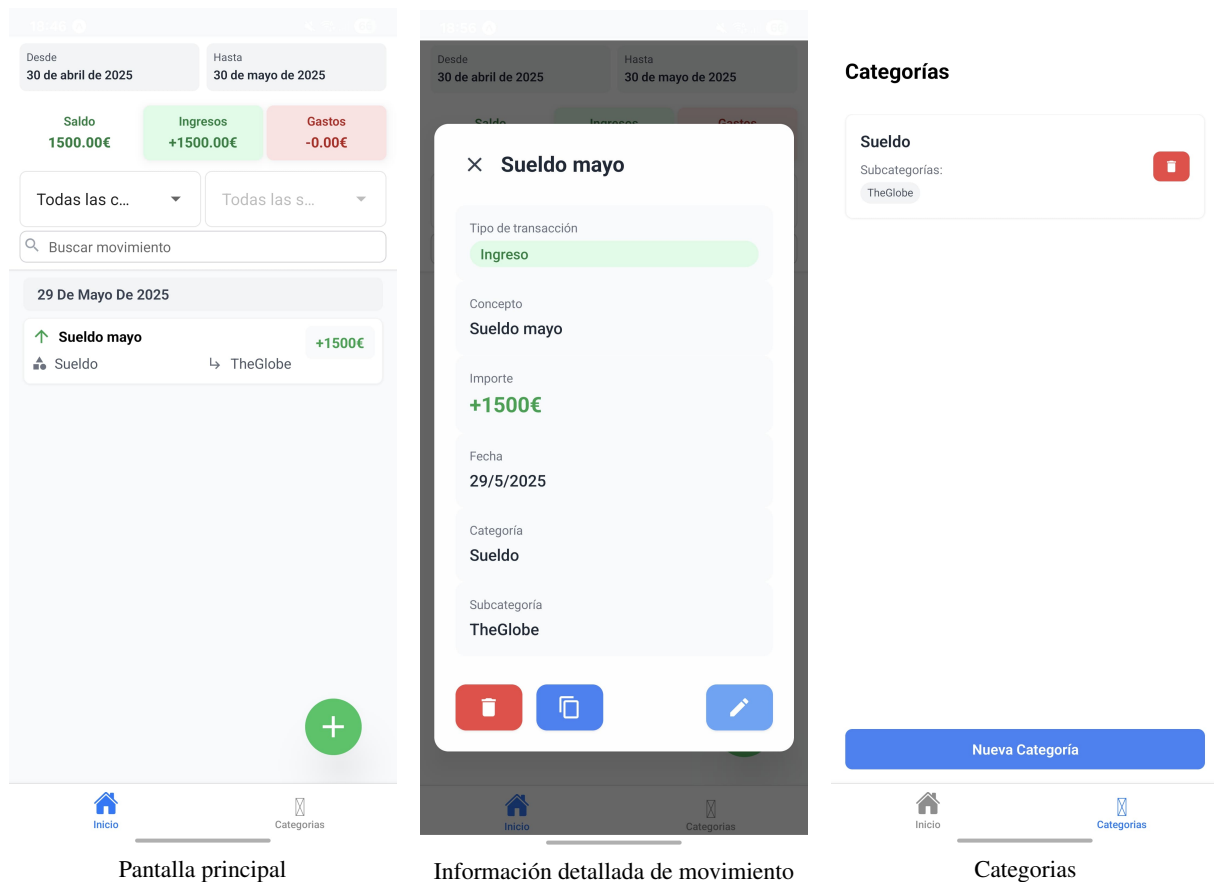 Desde
30 de abril de 2025
Hasta
30 de mayo de 2025
Saldo
1500.00€
Ingresos
+1500.00€
Gastos
-0.00€
Todas las c...
Todas las s...
Buscar movimiento
29 De Mayo De 2025
Sueldo mayo
+1500€
Sueldo
TheGlobe
Inicio
Categorias
Pantalla principal
Desde
30 de abril de 2025
Hasta
30 de mayo de 2025
Saldo
Ingresos
Gastos
Sueldo mayo
Tipo de transacción
Ingreso
Concepto
Sueldo mayo
Importe
+1500€
Fecha
29/5/2025
Categoría
Sueldo
Subcategoría
TheGlobe
Inicio
Categorias
Información detallada de movimiento
Categorías
Sueldo
Subcategorías:
TheGlobe
Nueva Categoría
Inicio
Categorias
Categorias